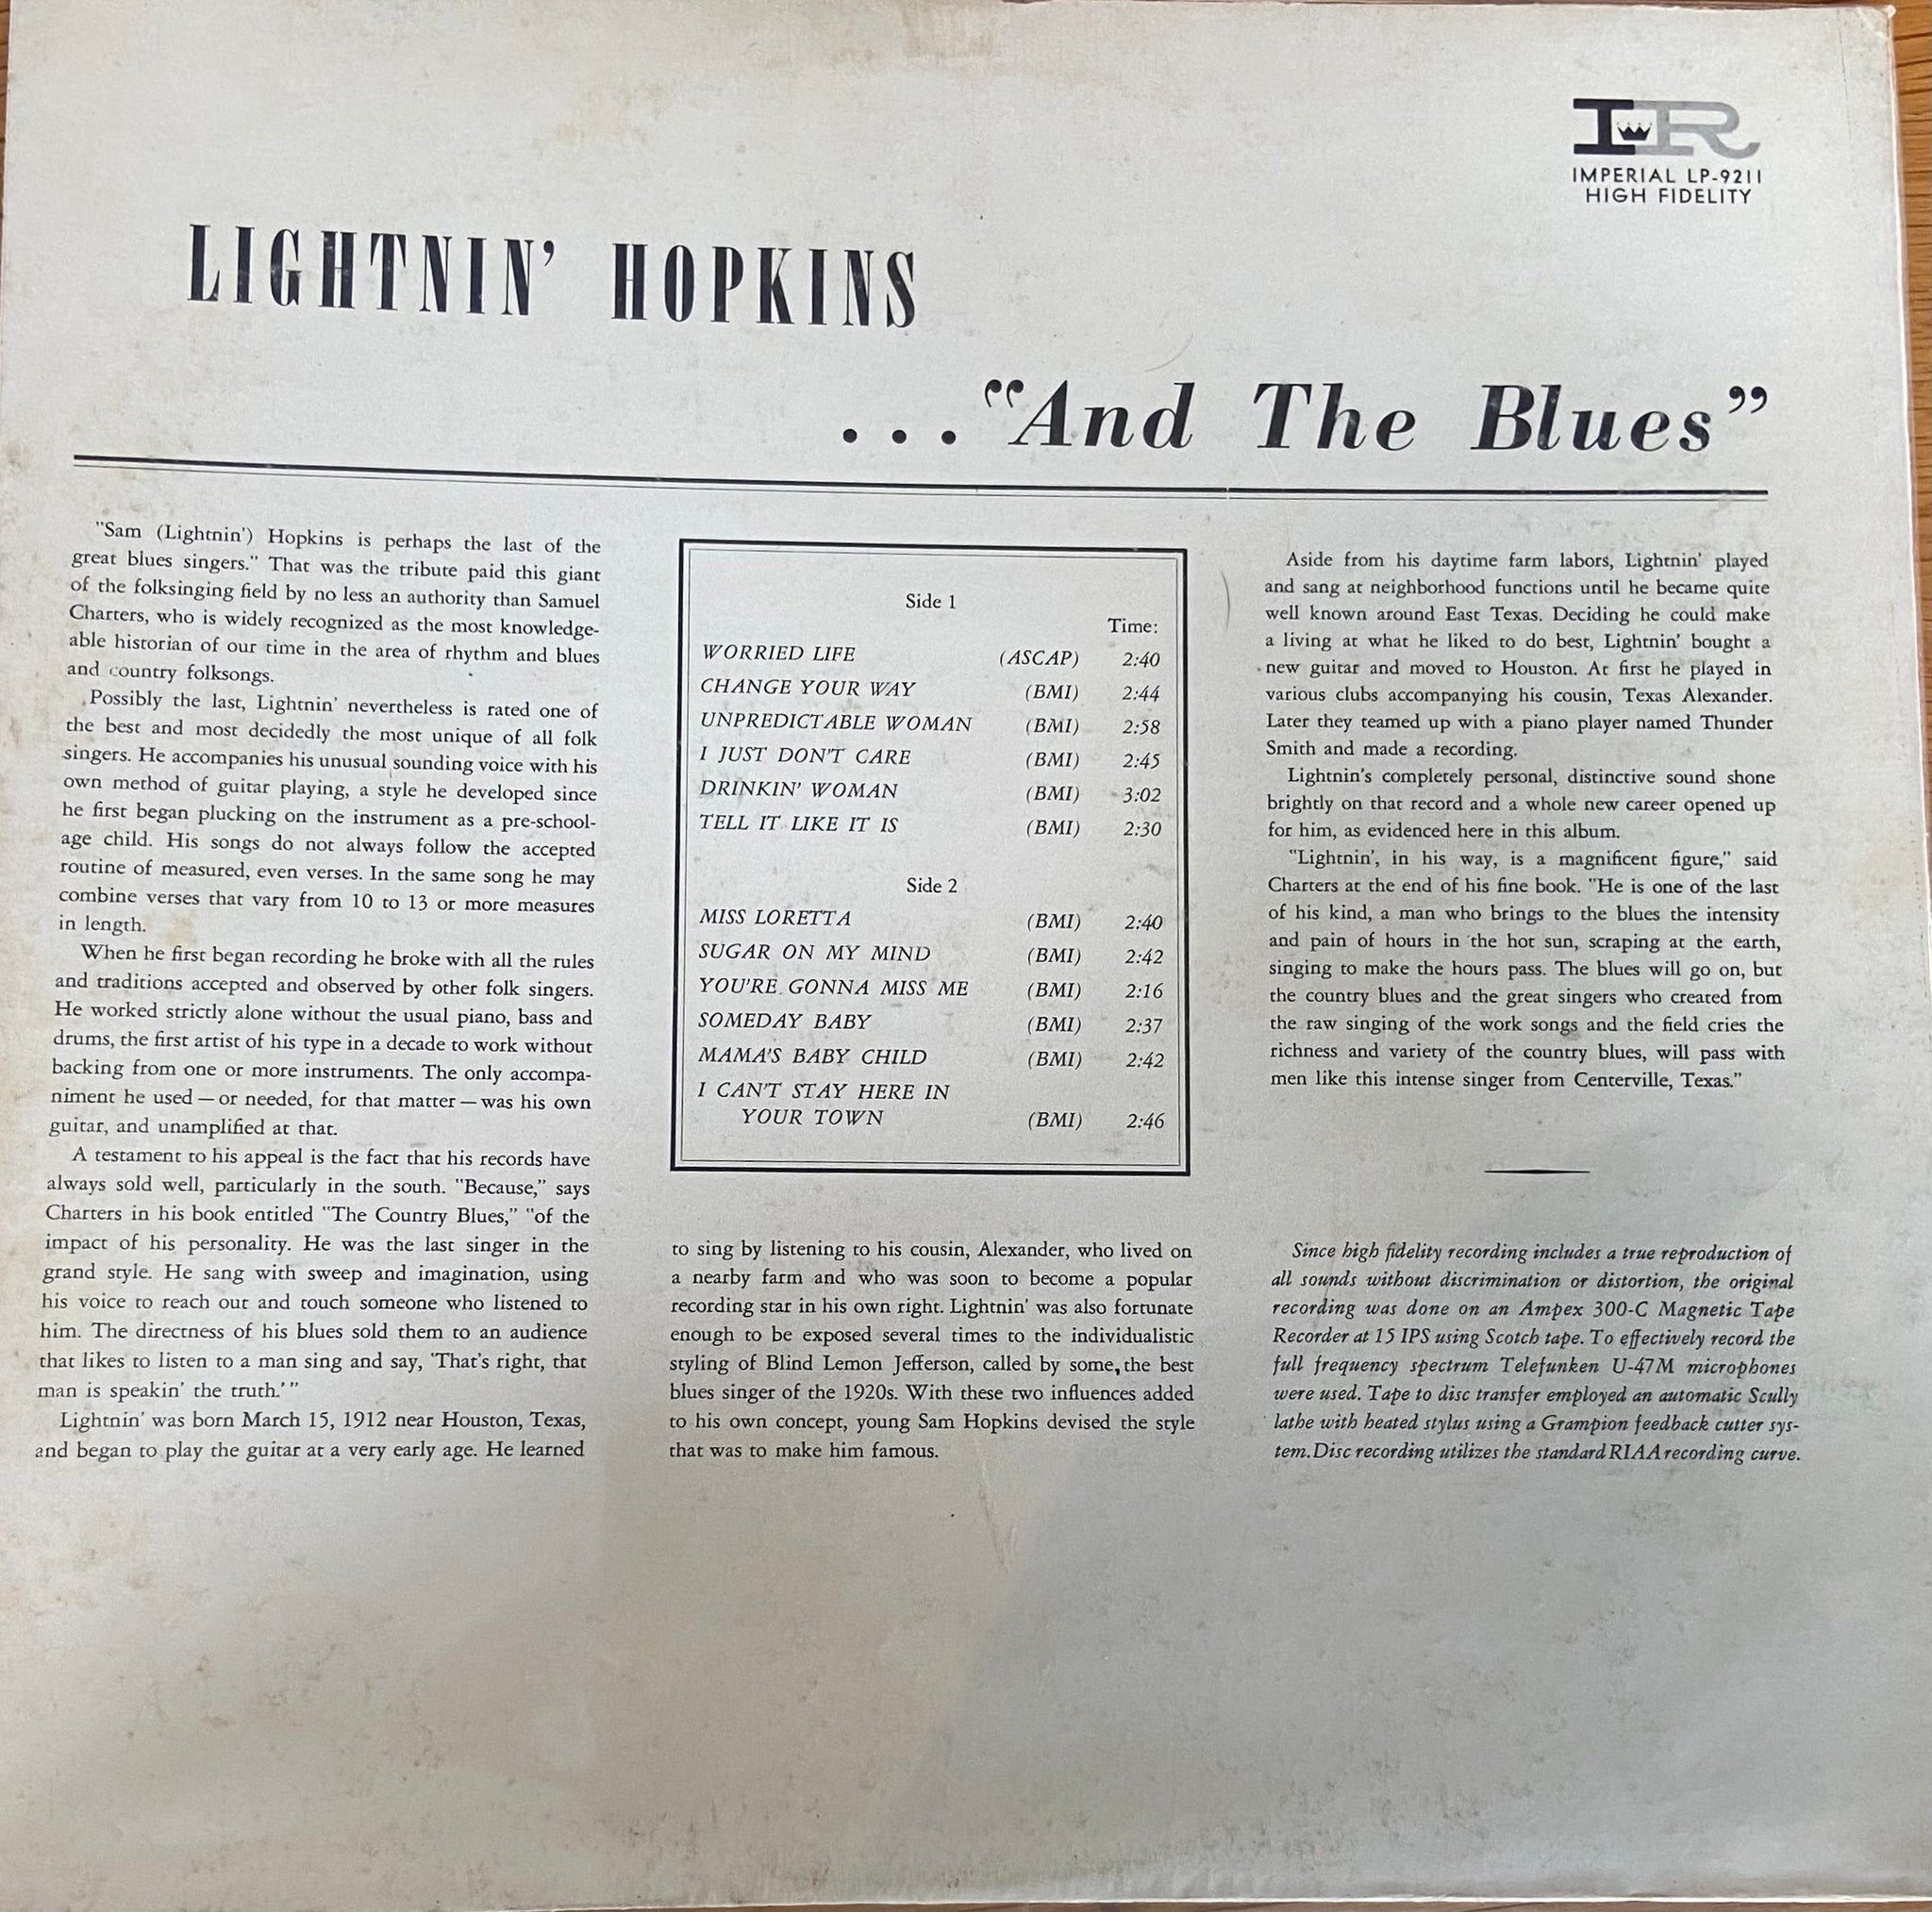 IR
IMPERIAL LP-9211
HIGH FIDELITY
LIGHTNIN' HOPKINS
..."And The Blues"
"Sam (Lightnin') Hopkins is perhaps the last of the
great blues singers." That was the tribute paid this giant
of the folksinging field by no less an authority than Samuel
Charters, who is widely recognized as the most knowledge-
able historian of our time in the area of rhythm and blues
and country folksongs.
Possibly the last, Lightnin' nevertheless is rated one of
the best and most decidedly the most unique of all folk
singers. He accompanies his unusual sounding voice with his
own method of guitar playing, a style he developed since
he first began plucking on the instrument as a pre-school-
age child. His songs do not always follow the accepted
routine of measured, even verses. In the same song he may
combine verses that vary from 10 to 13 or more measures
in length.
When he first began recording he broke with all the rules
and traditions accepted and observed by other folk singers.
He worked strictly alone without the usual piano, bass and
drums, the first artist of his type in a decade to work without
backing from one or more instruments. The only accompa-
niment he used — or needed, for that matter — was his own
guitar, and unamplified at that.
A testament to his appeal is the fact that his records have
always sold well, particularly in the south. "Because," says
Charters in his book entitled "The Country Blues," "of the
impact of his personality. He was the last singer in the
grand style. He sang with sweep and imagination, using
his voice to reach out and touch someone who listened to
him. The directness of his blues sold them to an audience
that likes to listen to a man sing and say, 'That's right, that
man is speakin' the truth.'"
Lightnin' was born March 15, 1912 near Houston, Texas,
and began to play the guitar at a very early age. He learned
Side 1
Time:
WORRIED LIFE (ASCAP) 2:40
CHANGE YOUR WAY (BMI) 2:44
UNPREDICTABLE WOMAN (BMI) 2:58
I JUST DON'T CARE (BMI) 2:45
DRINKIN' WOMAN (BMI) 3:02
TELL IT LIKE IT IS (BMI) 2:30
Side 2
MISS LORETTA (BMI) 2:40
SUGAR ON MY MIND (BMI) 2:42
YOU'RE GONNA MISS ME (BMI) 2:16
SOMEDAY BABY (BMI) 2:37
MAMA'S BABY CHILD (BMI) 2:42
I CAN'T STAY HERE IN
YOUR TOWN (BMI) 2:46
to sing by listening to his cousin, Alexander, who lived on
a nearby farm and who was soon to become a popular
recording star in his own right. Lightnin' was also fortunate
enough to be exposed several times to the individualistic
styling of Blind Lemon Jefferson, called by some, the best
blues singer of the 1920s. With these two influences added
to his own concept, young Sam Hopkins devised the style
that was to make him famous.
Aside from his daytime farm labors, Lightnin' played
and sang at neighborhood functions until he became quite
well known around East Texas. Deciding he could make
a living at what he liked to do best, Lightnin' bought a
new guitar and moved to Houston. At first he played in
various clubs accompanying his cousin, Texas Alexander.
Later they teamed up with a piano player named Thunder
Smith and made a recording.
Lightnin's completely personal, distinctive sound shone
brightly on that record and a whole new career opened up
for him, as evidenced here in this album.
"Lightnin', in his way, is a magnificent figure," said
Charters at the end of his fine book. "He is one of the last
of his kind, a man who brings to the blues the intensity
and pain of hours in the hot sun, scraping at the earth,
singing to make the hours pass. The blues will go on, but
the country blues and the great singers who created from
the raw singing of the work songs and the field cries the
richness and variety of the country blues, will pass with
men like this intense singer from Centerville, Texas."
Since high fidelity recording includes a true reproduction of
all sounds without discrimination or distortion, the original
recording was done on an Ampex 300-C Magnetic Tape
Recorder at 15 IPS using Scotch tape. To effectively record the
full frequency spectrum Telefunken U-47M microphones
were used. Tape to disc transfer employed an automatic Scully
lathe with heated stylus using a Grampion feedback cutter sys-
tem. Disc recording utilizes the standard RIAA recording curve.